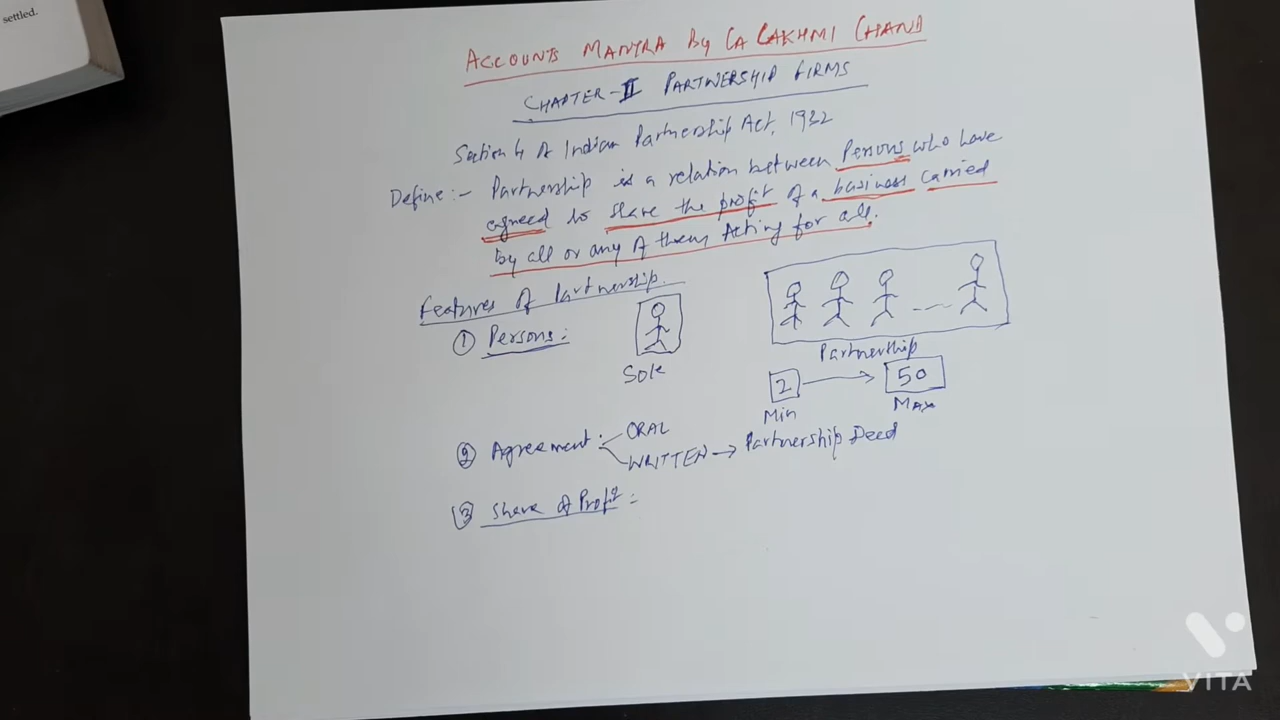 settled.
ACCOUNTS MANTRA By CA LAKHMI CHAND
CHAPTER-II PARTNERSHIP FIRMS
Section 4 of Indian Partnership Act, 1932
Define:- Partnership is a relation between Persons who have
agreed to share the profit of a business carried
by all or any of them Acting for all.
Features of Partnership.
① Persons:
Sole
Partnership
2 → 50
Min Max
② Agreement: ORAL
WRITTEN → Partnership Deed
③ Share of Profit:
VITA